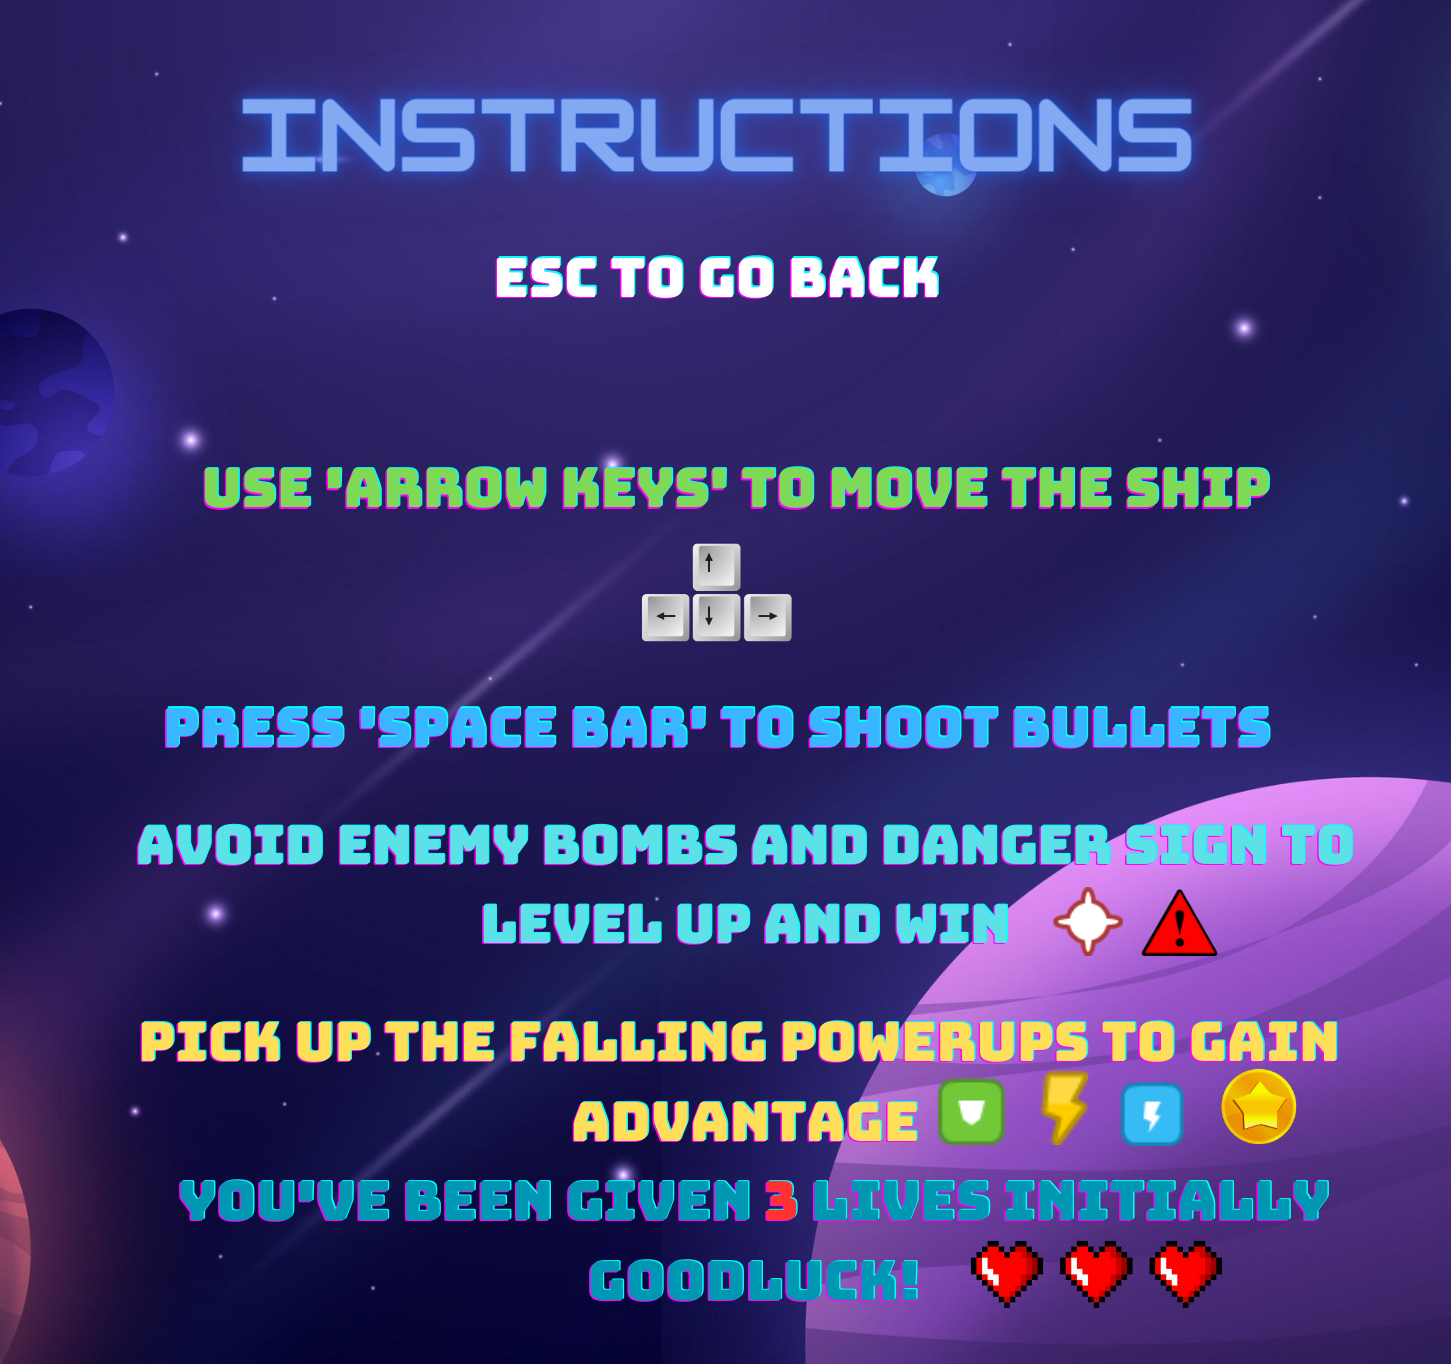 INSTRUCTIONS
ESC TO GO BACK
USE 'ARROW KEYS' TO MOVE THE SHIP
↑
← ↓ →
PRESS 'SPACE BAR' TO SHOOT BULLETS
AVOID ENEMY BOMBS AND DANGER SIGN TO
LEVEL UP AND WIN
!
PICK UP THE FALLING POWERUPS TO GAIN
ADVANTAGE
YOU'VE BEEN GIVEN 3 LIVES INITIALLY
GOODLUCK!